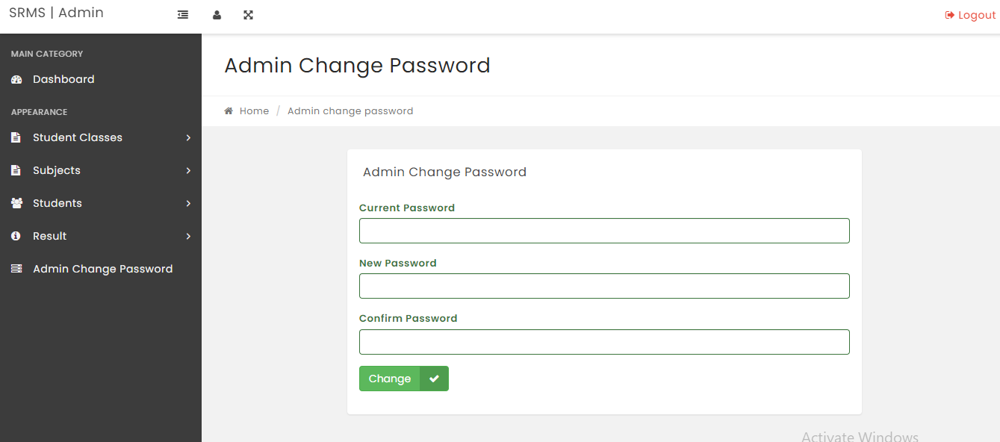 SRMS | Admin
Logout
MAIN CATEGORY
Dashboard
APPEARANCE
Student Classes
Subjects
Students
Result
Admin Change Password
Admin Change Password
Home / Admin change password
Admin Change Password
Current Password
New Password
Confirm Password
Change
Activate Windows